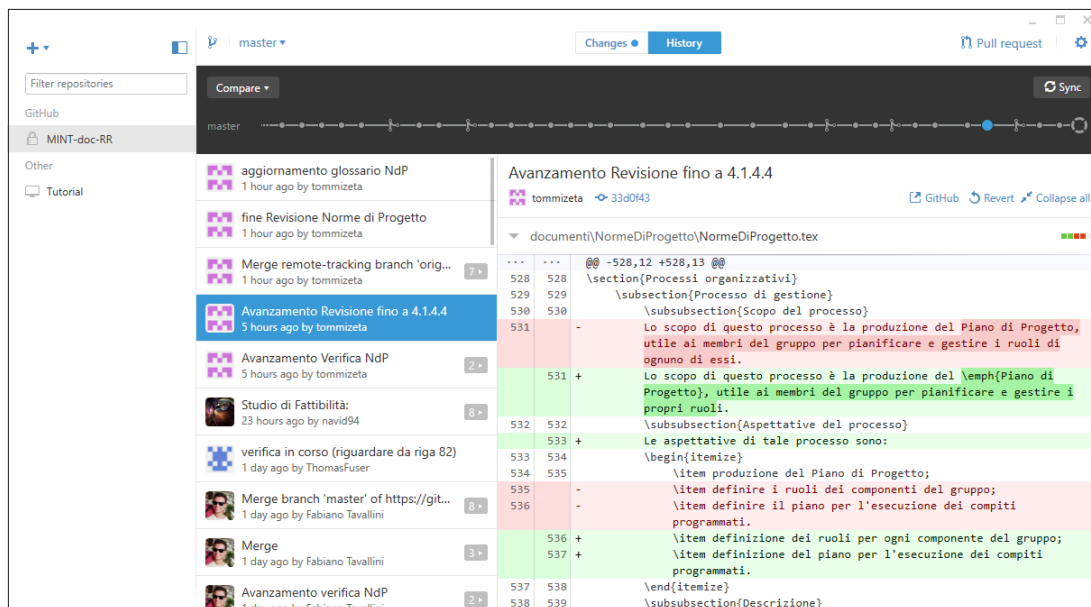 master
Changes
History
Pull request
Filter repositories
GitHub
MINT-doc-RR
Other
Tutorial
Compare
Sync
master
aggiornamento glossario NdP
1 hour ago by tommizeta
fine Revisione Norme di Progetto
1 hour ago by tommizeta
Merge remote-tracking branch 'orig...
1 hour ago by tommizeta
7
Avanzamento Revisione fino a 4.1.4.4
5 hours ago by tommizeta
Avanzamento Verifica NdP
5 hours ago by tommizeta
2
Studio di Fattibilità:
23 hours ago by navid94
8
verifica in corso (riguardare da riga 82)
1 day ago by ThomasFuser
Merge branch 'master' of https://git...
1 day ago by Fabiano Tavallini
8
Merge
1 day ago by Fabiano Tavallini
3
Avanzamento verifica NdP
1 day ago by Fabiano Tavallini
2
Avanzamento Revisione fino a 4.1.4.4
tommizeta 33d0f43
GitHub Revert Collapse all
documenti\NormeDiProgetto\NormeDiProgetto.tex
... ... @@ -528,12 +528,13 @@
528 528 \section{Processi organizzativi}
529 529 \subsection{Processo di gestione}
530 530 \subsubsection{Scopo del processo}
531 - Lo scopo di questo processo è la produzione del Piano di Progetto,
utile ai membri del gruppo per pianificare e gestire i ruoli di
ognuno di essi.
531 + Lo scopo di questo processo è la produzione del \emph{Piano di
Progetto}, utile ai membri del gruppo per pianificare e gestire i
propri ruoli.
532 532 \subsubsection{Aspettative del processo}
533 + Le aspettative di tale processo sono:
533 534 \begin{itemize}
534 535 \item produzione del Piano di Progetto;
535 - \item definire i ruoli dei componenti del gruppo;
536 - \item definire il piano per l'esecuzione dei compiti
programmati.
536 + \item definizione dei ruoli per ogni componente del gruppo;
537 + \item definizione del piano per l'esecuzione dei compiti
programmati.
537 538 \end{itemize}
538 539 \subsubsection{Descrizione}